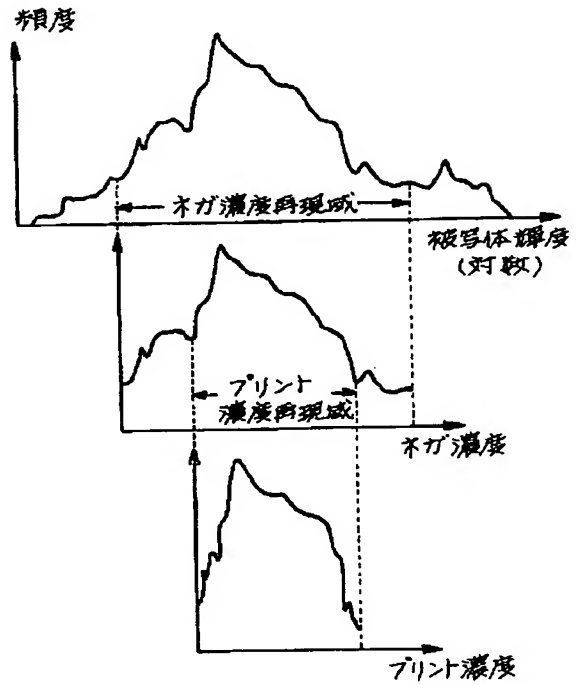 頻度
ネガ濃度再現域
被写体輝度
(対数)
プリント
濃度再現域
ネガ濃度
プリント濃度